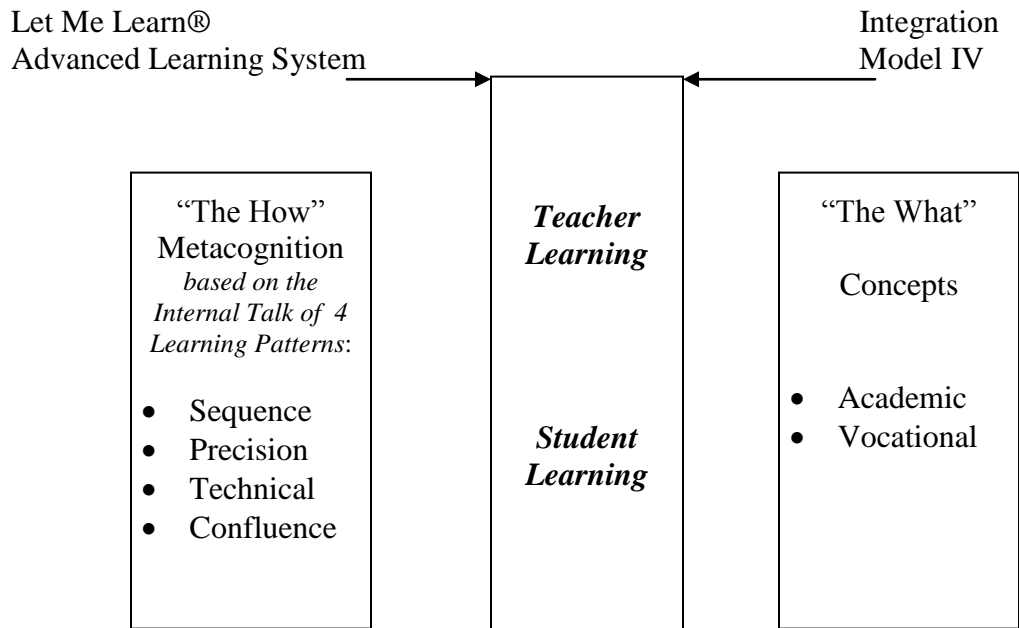 Let Me Learn®
Advanced Learning System
Integration
Model IV
“The How”
Metacognition
based on the
Internal Talk of 4
Learning Patterns:
• Sequence
• Precision
• Technical
• Confluence
Teacher
Learning
Student
Learning
“The What”
Concepts
• Academic
• Vocational